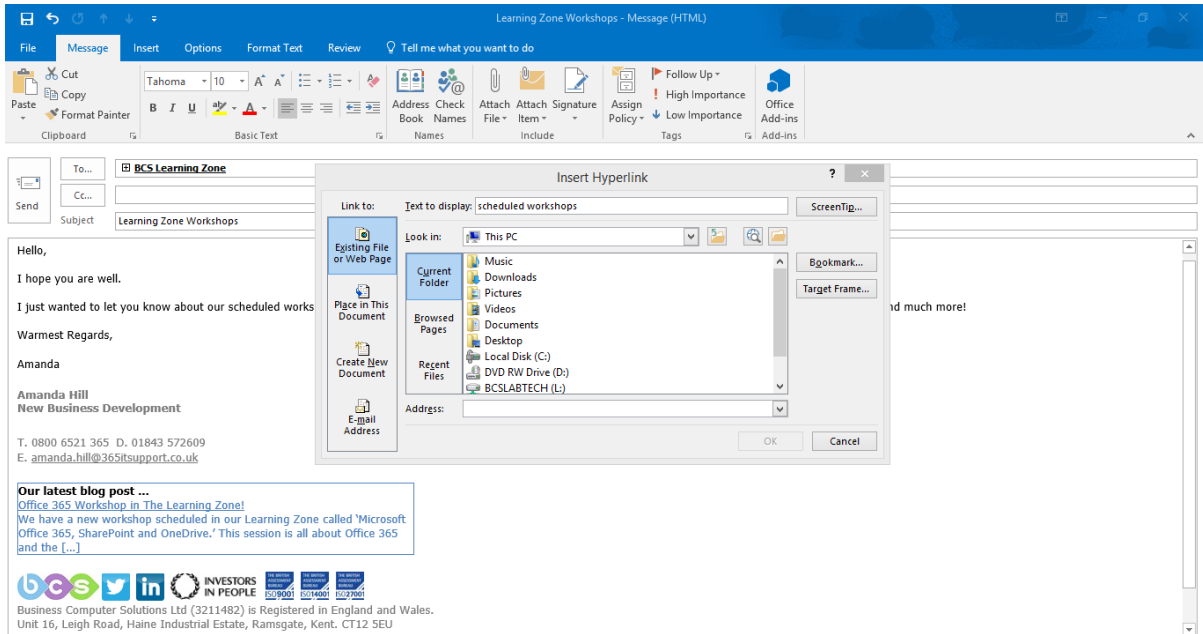 Learning Zone Workshops - Message (HTML)
File Message Insert Options Format Text Review Tell me what you want to do
Paste
Cut
Copy
Format Painter
Clipboard
Tahoma 10
B I U
Basic Text
Address Book
Check Names
Names
Attach File
Attach Item
Signature
Include
Assign Policy
Follow Up
High Importance
Low Importance
Tags
Office Add-ins
Add-ins
Send
To... BCS Learning Zone
Cc...
Subject Learning Zone Workshops
Insert Hyperlink
?
Link to:
Existing File
or Web Page
Place in This
Document
Create New
Document
E-mail
Address
Text to display: scheduled workshops
ScreenTip...
Look in: This PC
Current
Folder
Browsed
Pages
Recent
Files
Music
Downloads
Pictures
Videos
Documents
Desktop
Local Disk (C:)
DVD RW Drive (D:)
BCSLABTECH (L:)
Bookmark...
Target Frame...
Address:
OK
Cancel
Hello,
I hope you are well.
I just wanted to let you know about our scheduled works
nd much more!
Warmest Regards,
Amanda
Amanda Hill
New Business Development
T. 0800 6521 365 D. 01843 572609
E. amanda.hill@365itsupport.co.uk
Our latest blog post ...
Office 365 Workshop in The Learning Zone!
We have a new workshop scheduled in our Learning Zone called ‘Microsoft
Office 365, SharePoint and OneDrive.’ This session is all about Office 365
and the [...]
bcs
in
INVESTORS
IN PEOPLE
ISO9001
ISO14001
ISO27001
Business Computer Solutions Ltd (3211482) is Registered in England and Wales.
Unit 16, Leigh Road, Haine Industrial Estate, Ramsgate, Kent. CT12 5EU